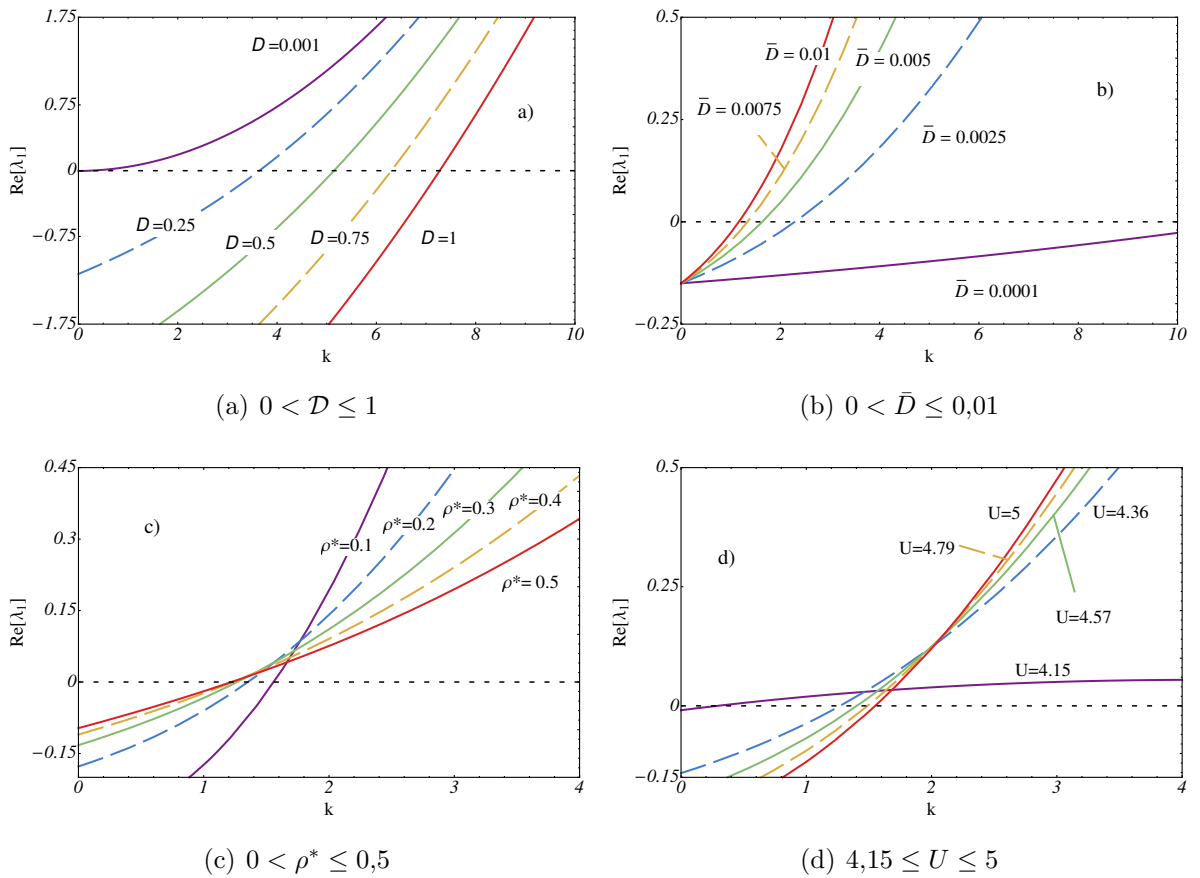 1.75
0.75
0
−0.75
−1.75
Re[λ₁]
D=0.001
a)
D=0.25
D=0.5
D=0.75
D=1
0 2 4 6 8 10
k
(a) 0 < 𝒟 ≤ 1
0.5
0.25
0
−0.25
Re[λ₁]
D̄ = 0.01
D̄ = 0.005
b)
D̄ = 0.0075
D̄ = 0.0025
D̄ = 0.0001
0 2 4 6 8 10
k
(b) 0 < D̄ ≤ 0,01
0.45
0.3
0.15
0
−0.15
Re[λ₁]
c)
ρ*=0.1
ρ*=0.2
ρ*=0.3
ρ*=0.4
ρ*= 0.5
0 1 2 3 4
k
(c) 0 < ρ* ≤ 0,5
0.5
0.25
0
−0.15
Re[λ₁]
d)
U=5
U=4.36
U=4.79
U=4.57
U=4.15
0 1 2 3 4
k
(d) 4,15 ≤ U ≤ 5